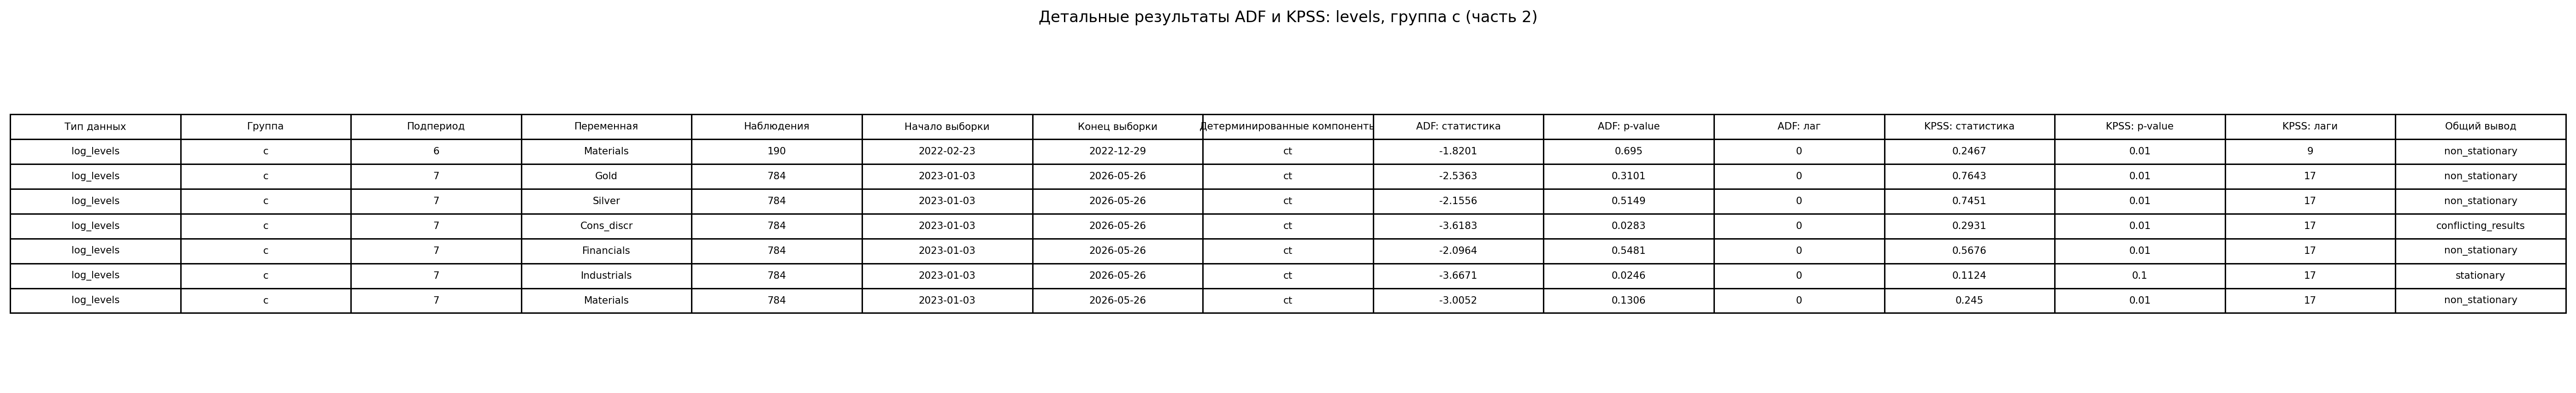 Детальные результаты ADF и KPSS: levels, группа c (часть 2)
Тип данных Группа Подпериод Переменная Наблюдения Начало выборки Конец выборки Детерминированные компоненты ADF: статистика ADF: p-value ADF: лаг KPSS: статистика KPSS: p-value KPSS: лаги Общий вывод
log_levels c 6 Materials 190 2022-02-23 2022-12-29 ct -1.8201 0.695 0 0.2467 0.01 9 non_stationary
log_levels c 7 Gold 784 2023-01-03 2026-05-26 ct -2.5363 0.3101 0 0.7643 0.01 17 non_stationary
log_levels c 7 Silver 784 2023-01-03 2026-05-26 ct -2.1556 0.5149 0 0.7451 0.01 17 non_stationary
log_levels c 7 Cons_discr 784 2023-01-03 2026-05-26 ct -3.6183 0.0283 0 0.2931 0.01 17 conflicting_results
log_levels c 7 Financials 784 2023-01-03 2026-05-26 ct -2.0964 0.5481 0 0.5676 0.01 17 non_stationary
log_levels c 7 Industrials 784 2023-01-03 2026-05-26 ct -3.6671 0.0246 0 0.1124 0.1 17 stationary
log_levels c 7 Materials 784 2023-01-03 2026-05-26 ct -3.0052 0.1306 0 0.245 0.01 17 non_stationary